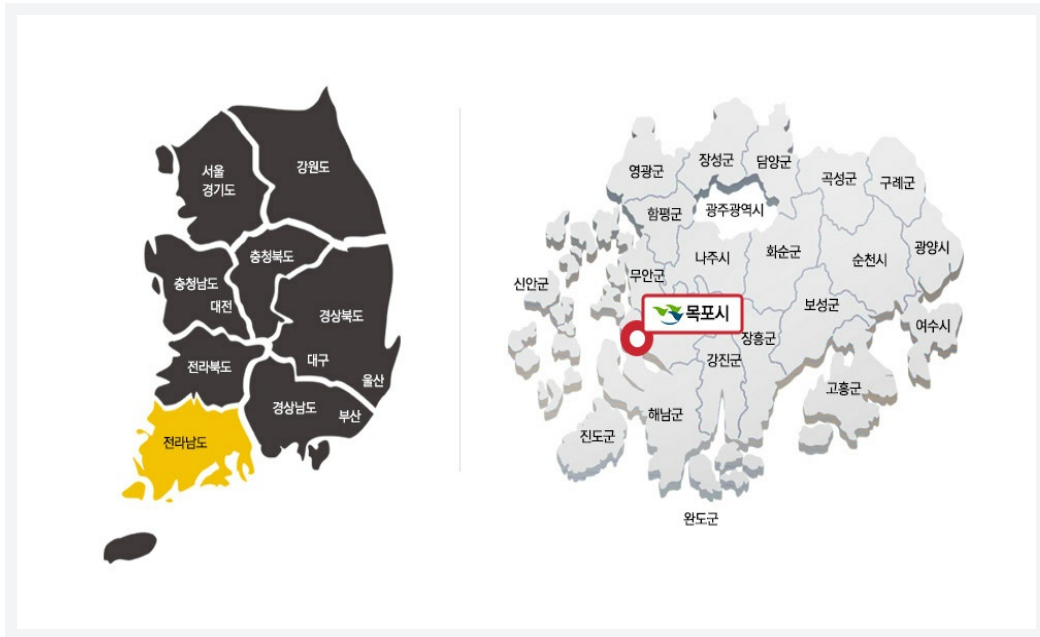 서울
경기도
강원도
충청북도
충청남도
대전
경상북도
전라북도
대구
울산
경상남도
부산
전라남도
장성군
담양군
영광군
곡성군
구례군
함평군
광주광역시
나주시
화순군
순천시
광양시
무안군
신안군
보성군
목포시
여수시
장흥군
강진군
고흥군
해남군
진도군
완도군